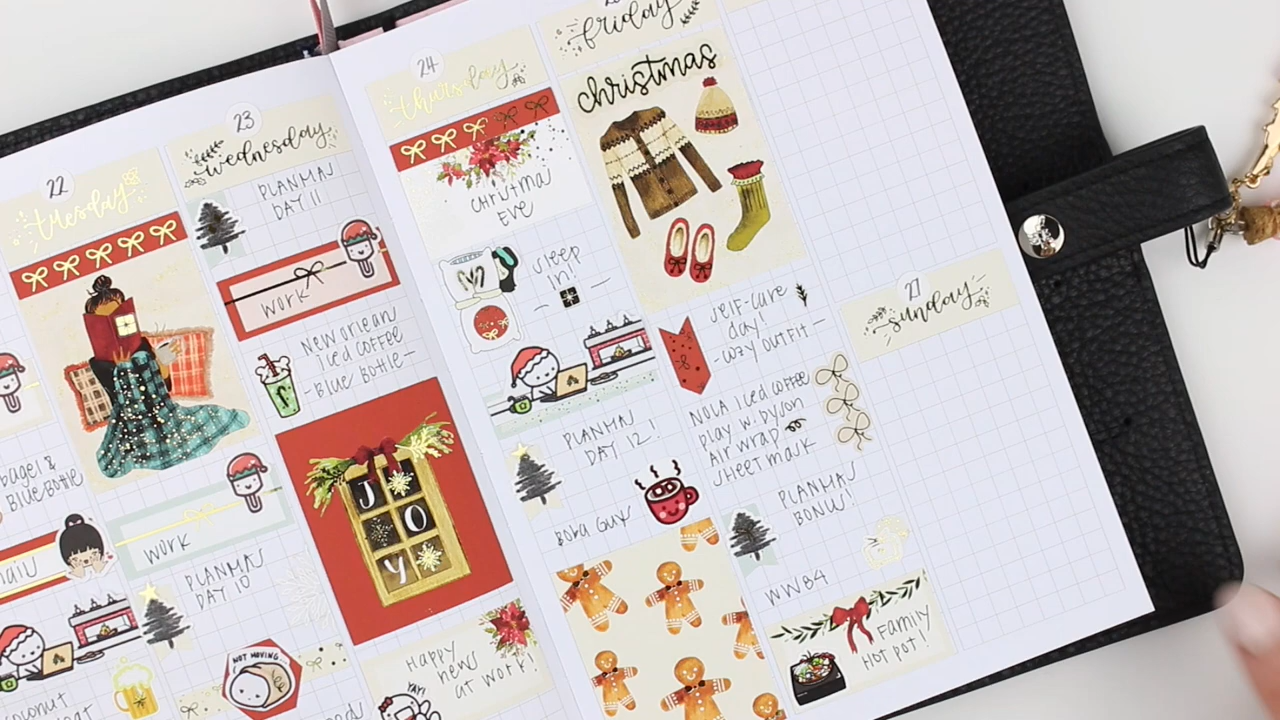 22
tuesday
bagel &
Blue Bottle
work
PLANMAS
DAY 10
23
wednesday
PLANMAS
DAY 11
work
New Orlean
iced coffee
-Blue Bottle-
JOY
NOT MOVING...
Happy
news
at work!
YAY!
24
thursday
christmas
Eve
sleep
in!
PLANMAS
DAY 12!
Boba Guys
friday
christmas
self-care
day!
-cozy outfit-
NOLA iced coffee
play w. Dyson
Air wrap
sheet mask
PLANMAS
BONUS!
WW84
Family
Hot pot!
27
sunday